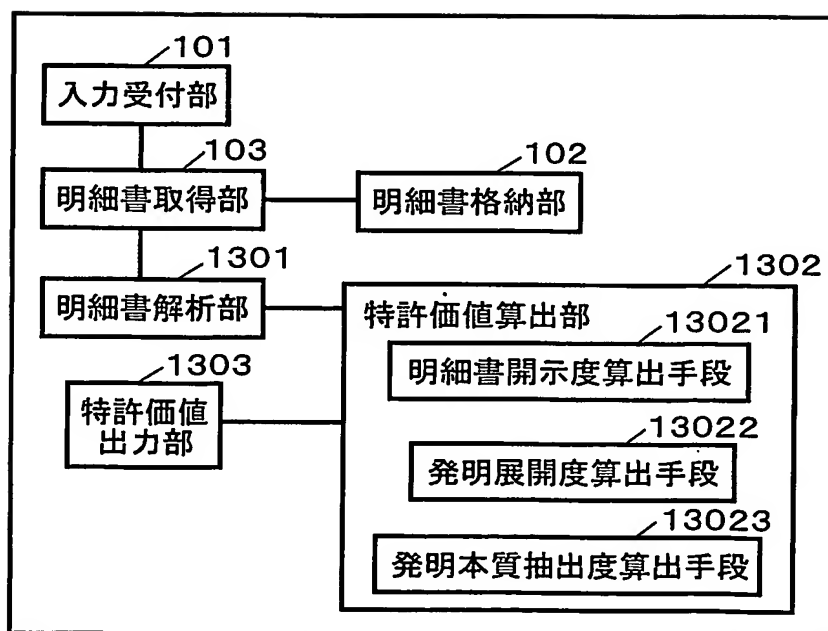 101
入力受付部
103
明細書取得部
102
明細書格納部
1301
明細書解析部
1302
特許価値算出部
13021
明細書開示度算出手段
1303
特許価値
出力部
13022
発明展開度算出手段
13023
発明本質抽出度算出手段